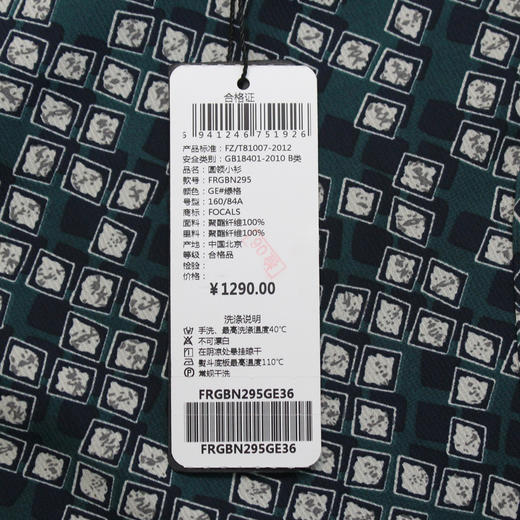 合格证
6941246751926
产品标准: FZ/T81007-2012
安全类别: GB18401-2010 B类
品名: 圆领小衫
款号: FRGBN295
颜色: GE#绿格
号型: 160/84A
商标: FOCALS
面料: 聚酯纤维100%
里料: 聚酯纤维100%
产地: 中国北京
等级: 合格品
检验:
价格:
¥1290.00
洗涤说明
手洗、最高洗涤温度40℃
不可漂白
在阴凉处悬挂晾干
熨斗底板最高温度110℃
常规干洗
FRGBN295GE36
FRGBN295GE36